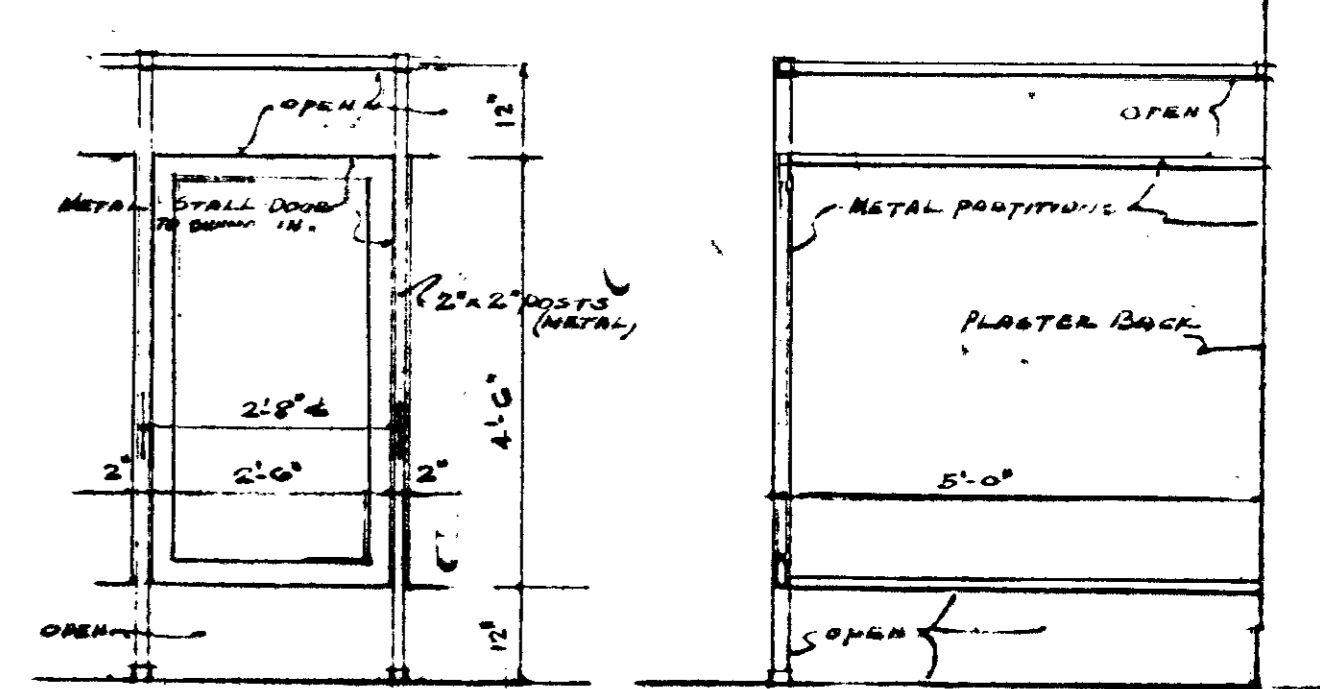 OPEN
12"
METAL STALL DOOR
TO SWING IN.
2" x 2" POSTS
(METAL)
2'-8" ℄
4'-6"
2"
2'-6"
2"
OPEN
12"
OPEN
METAL PARTITIONS
PLASTER BACK
5'-0"
OPEN